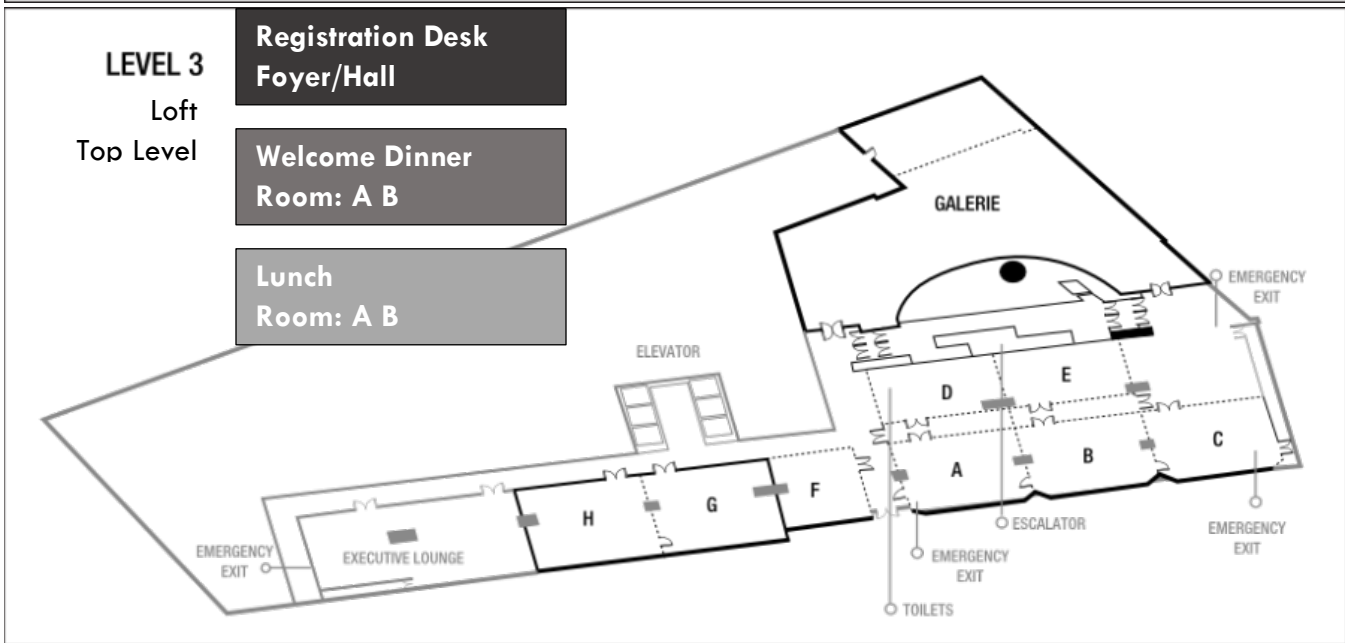 LEVEL 3
Loft
Top Level
Registration Desk
Foyer/Hall
Welcome Dinner
Room: A B
Lunch
Room: A B
GALERIE
EMERGENCY
EXIT
ELEVATOR
D
E
C
B
A
F
G
H
EXECUTIVE LOUNGE
EMERGENCY
EXIT
ESCALATOR
EMERGENCY
EXIT
EMERGENCY
EXIT
TOILETS